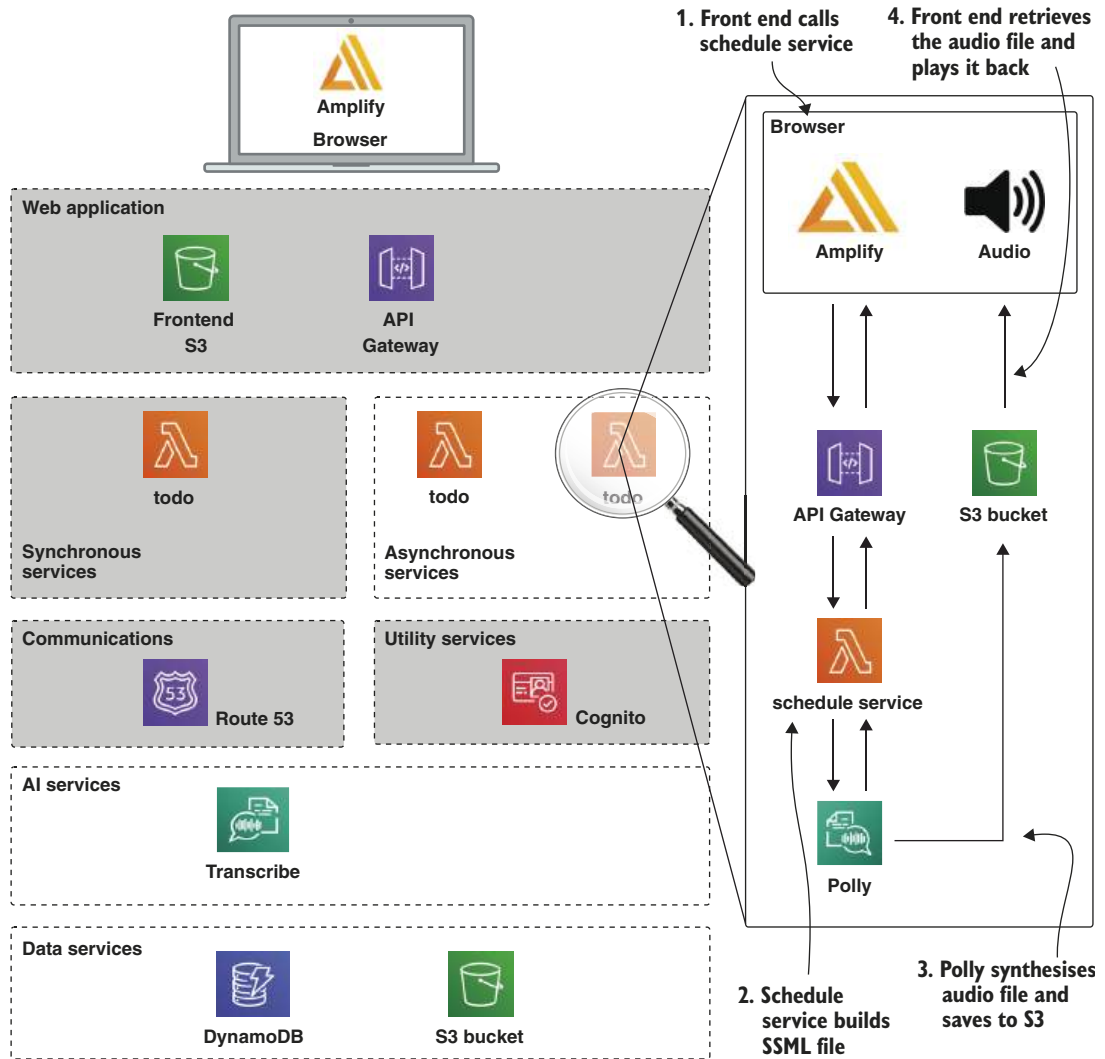 1. Front end calls
schedule service
4. Front end retrieves
the audio file and
plays it back
Amplify
Browser
Web application
Frontend
S3
API
Gateway
todo
Synchronous
services
todo
todo
Asynchronous
services
Communications
53
Route 53
Utility services
Cognito
AI services
Transcribe
Data services
DynamoDB
S3 bucket
Browser
Amplify
Audio
API Gateway
S3 bucket
schedule service
Polly
2. Schedule
service builds
SSML file
3. Polly synthesises
audio file and
saves to S3